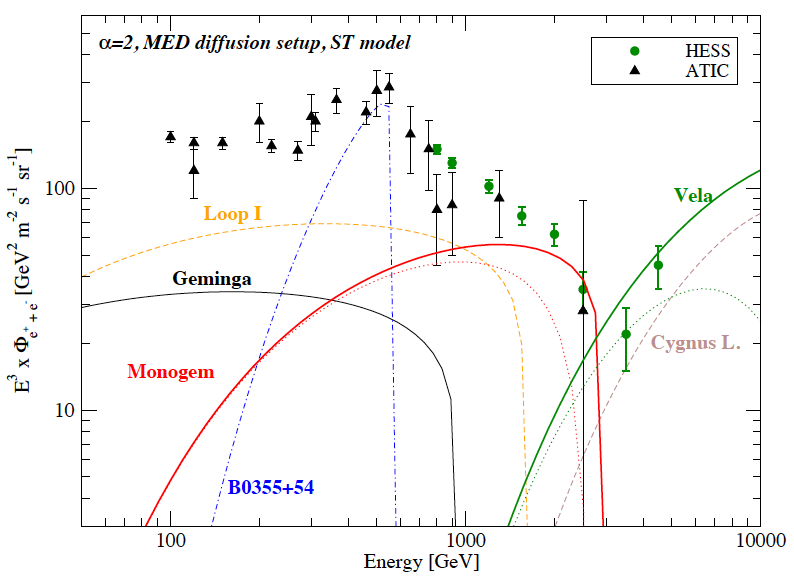 α=2, MED diffusion setup, ST model
HESS
ATIC
E³ x Φₑ⁺ ₊ ₑ⁻ [GeV² m⁻² s⁻¹ sr⁻¹]
100
10
Loop I
Geminga
Monogem
B0355+54
Vela
Cygnus L.
100
1000
10000
Energy [GeV]